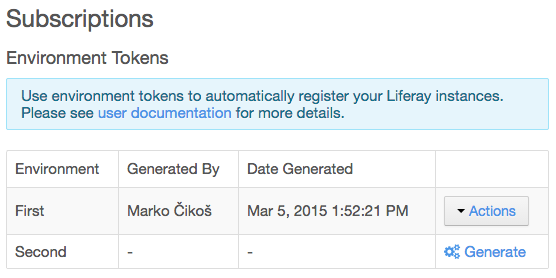 Subscriptions
Environment Tokens
Use environment tokens to automatically register your Liferay instances.
Please see user documentation for more details.
Environment Generated By Date Generated
First Marko Čikoš Mar 5, 2015 1:52:21 PM Actions
Second - - Generate